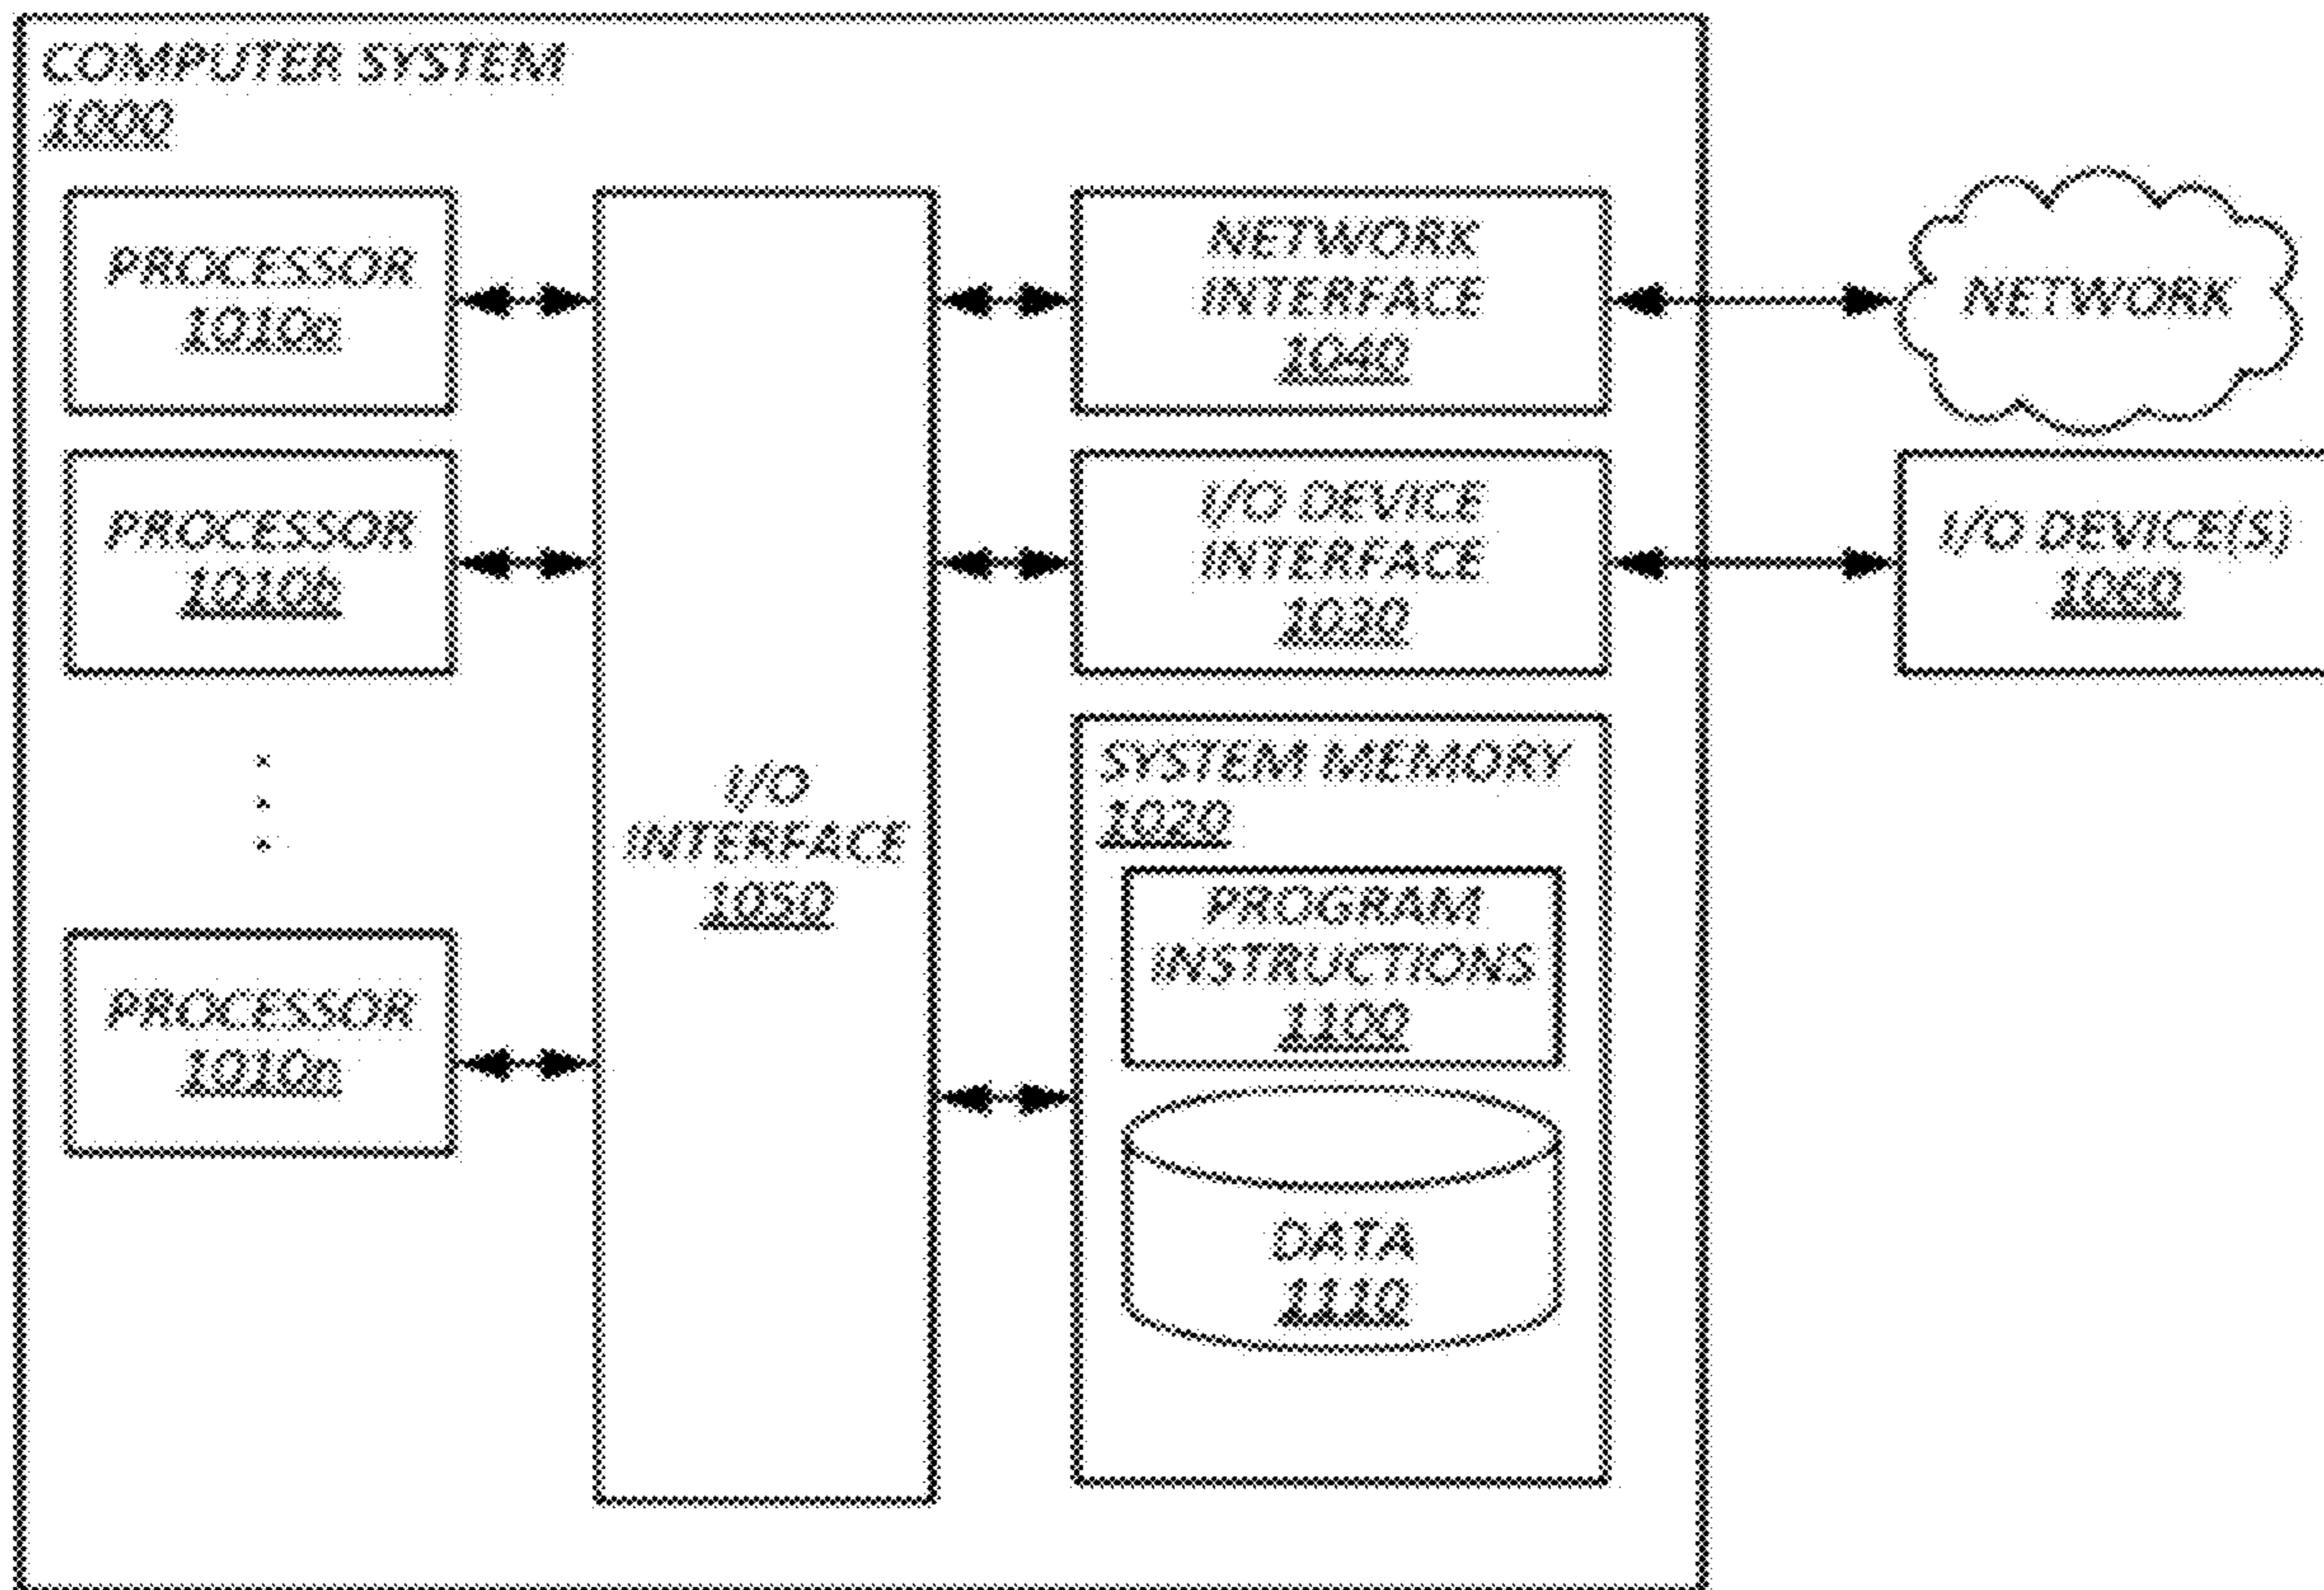 COMPUTER SYSTEM
1000
PROCESSOR
1010a
PROCESSOR
1010b
PROCESSOR
1010n
I/O
INTERFACE
1050
NETWORK
INTERFACE
1040
I/O DEVICE
INTERFACE
1030
SYSTEM MEMORY
1020
PROGRAM
INSTRUCTIONS
1100
DATA
1110
NETWORK
I/O DEVICE(S)
1060